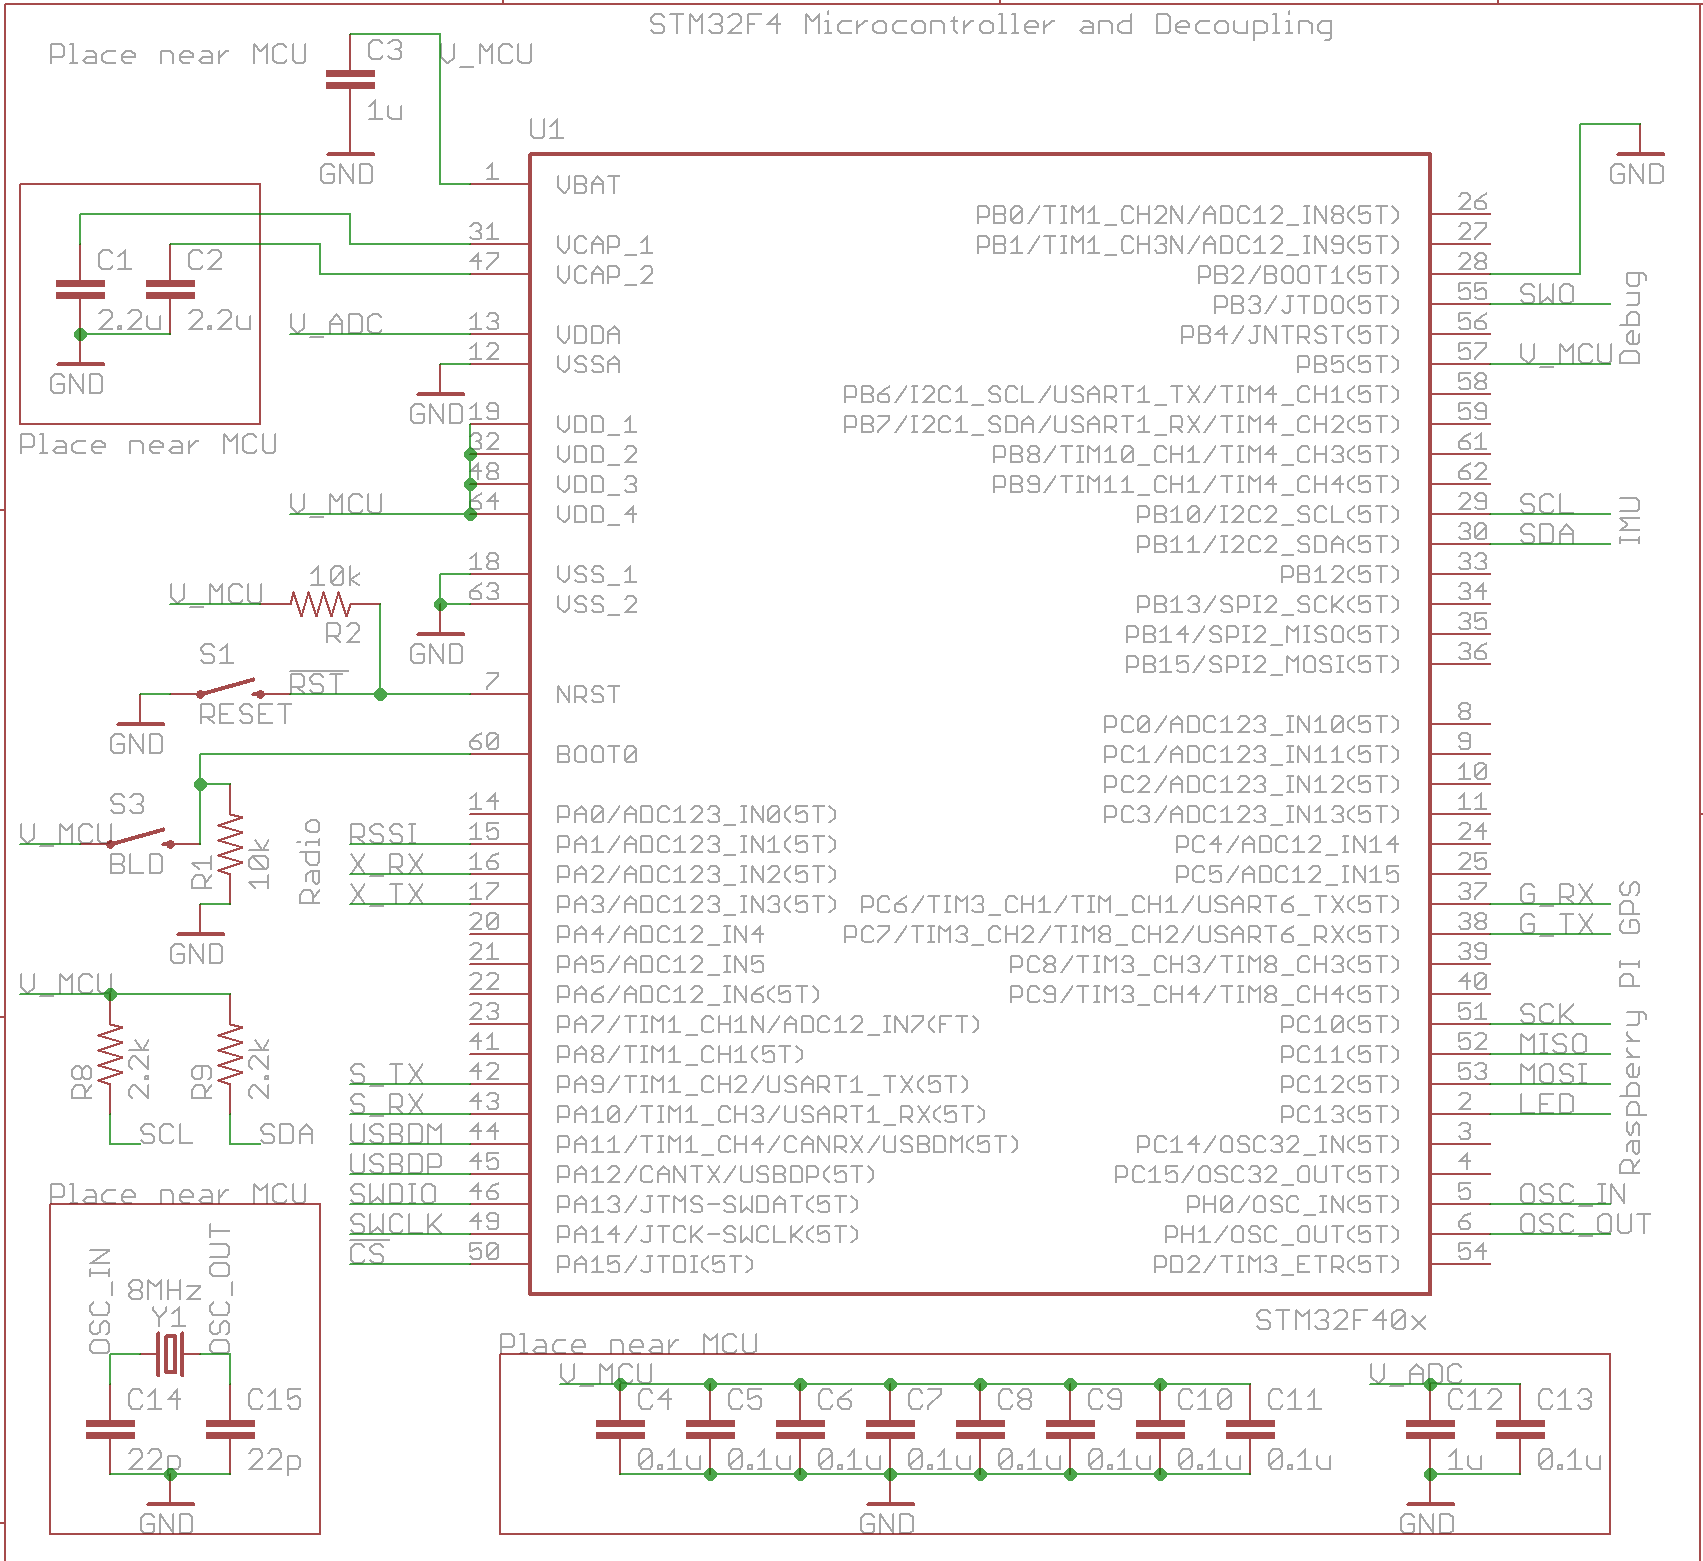 STM32F4 Microcontroller and Decoupling
Place near MCU
C3
1u
GND
V_MCU
U1
C1
2.2u
C2
2.2u
GND
Place near MCU
V_ADC
GND
V_MCU
V_MCU
10k
R2
GND
S1
RESET
RST
GND
S3
V_MCU
BLD
R1
10k
GND
Radio
V_MCU
R8
2.2k
R9
2.2k
SCL
SDA
Place near MCU
OSC_IN
OSC_OUT
8MHz
Y1
C14
22p
C15
22p
GND
1 VBAT
31 VCAP_1
47 VCAP_2
13 VDDA
12 VSSA
19 VDD_1
32 VDD_2
48 VDD_3
64 VDD_4
18 VSS_1
63 VSS_2
7 NRST
60 BOOT0
14 PA0/ADC123_IN0(5T)
RSSI 15 PA1/ADC123_IN1(5T)
X_RX 16 PA2/ADC123_IN2(5T)
X_TX 17 PA3/ADC123_IN3(5T)
20 PA4/ADC12_IN4
21 PA5/ADC12_IN5
22 PA6/ADC12_IN6(5T)
23 PA7/TIM1_CH1N/ADC12_IN7(FT)
41 PA8/TIM1_CH1(5T)
S_TX 42 PA9/TIM1_CH2/USART1_TX(5T)
S_RX 43 PA10/TIM1_CH3/USART1_RX(5T)
USBDM 44 PA11/TIM1_CH4/CANRX/USBDM(5T)
USBDP 45 PA12/CANTX/USBDP(5T)
SWDIO 46 PA13/JTMS-SWDAT(5T)
SWCLK 49 PA14/JTCK-SWCLK(5T)
CS 50 PA15/JTDI(5T)
PB0/TIM1_CH2N/ADC12_IN8(5T) 26
PB1/TIM1_CH3N/ADC12_IN9(5T) 27
PB2/BOOT1(5T) 28
PB3/JTDO(5T) 55 SWO
PB4/JNTRST(5T) 56
PB5(5T) 57 V_MCU
PB6/I2C1_SCL/USART1_TX/TIM4_CH1(5T) 58
PB7/I2C1_SDA/USART1_RX/TIM4_CH2(5T) 59
PB8/TIM10_CH1/TIM4_CH3(5T) 61
PB9/TIM11_CH1/TIM4_CH4(5T) 62
PB10/I2C2_SCL(5T) 29 SCL
PB11/I2C2_SDA(5T) 30 SDA
PB12(5T) 33
PB13/SPI2_SCK(5T) 34
PB14/SPI2_MISO(5T) 35
PB15/SPI2_MOSI(5T) 36
PC0/ADC123_IN10(5T) 8
PC1/ADC123_IN11(5T) 9
PC2/ADC123_IN12(5T) 10
PC3/ADC123_IN13(5T) 11
PC4/ADC12_IN14 24
PC5/ADC12_IN15 25
PC6/TIM3_CH1/TIM_CH1/USART6_TX(5T) 37 G_RX
PC7/TIM3_CH2/TIM8_CH2/USART6_RX(5T) 38 G_TX
PC8/TIM3_CH3/TIM8_CH3(5T) 39
PC9/TIM3_CH4/TIM8_CH4(5T) 40
PC10(5T) 51 SCK
PC11(5T) 52 MISO
PC12(5T) 53 MOSI
PC13(5T) 2 LED
PC14/OSC32_IN(5T) 3
PC15/OSC32_OUT(5T) 4
PH0/OSC_IN(5T) 5 OSC_IN
PH1/OSC_OUT(5T) 6 OSC_OUT
PD2/TIM3_ETR(5T) 54
GND
Debug
IMU
GPS
Raspberry PI
STM32F40x
Place near MCU
V_MCU
C4 C5 C6 C7 C8 C9 C10 C11
0.1u 0.1u 0.1u 0.1u 0.1u 0.1u 0.1u 0.1u
GND
V_ADC
C12 C13
1u 0.1u
GND